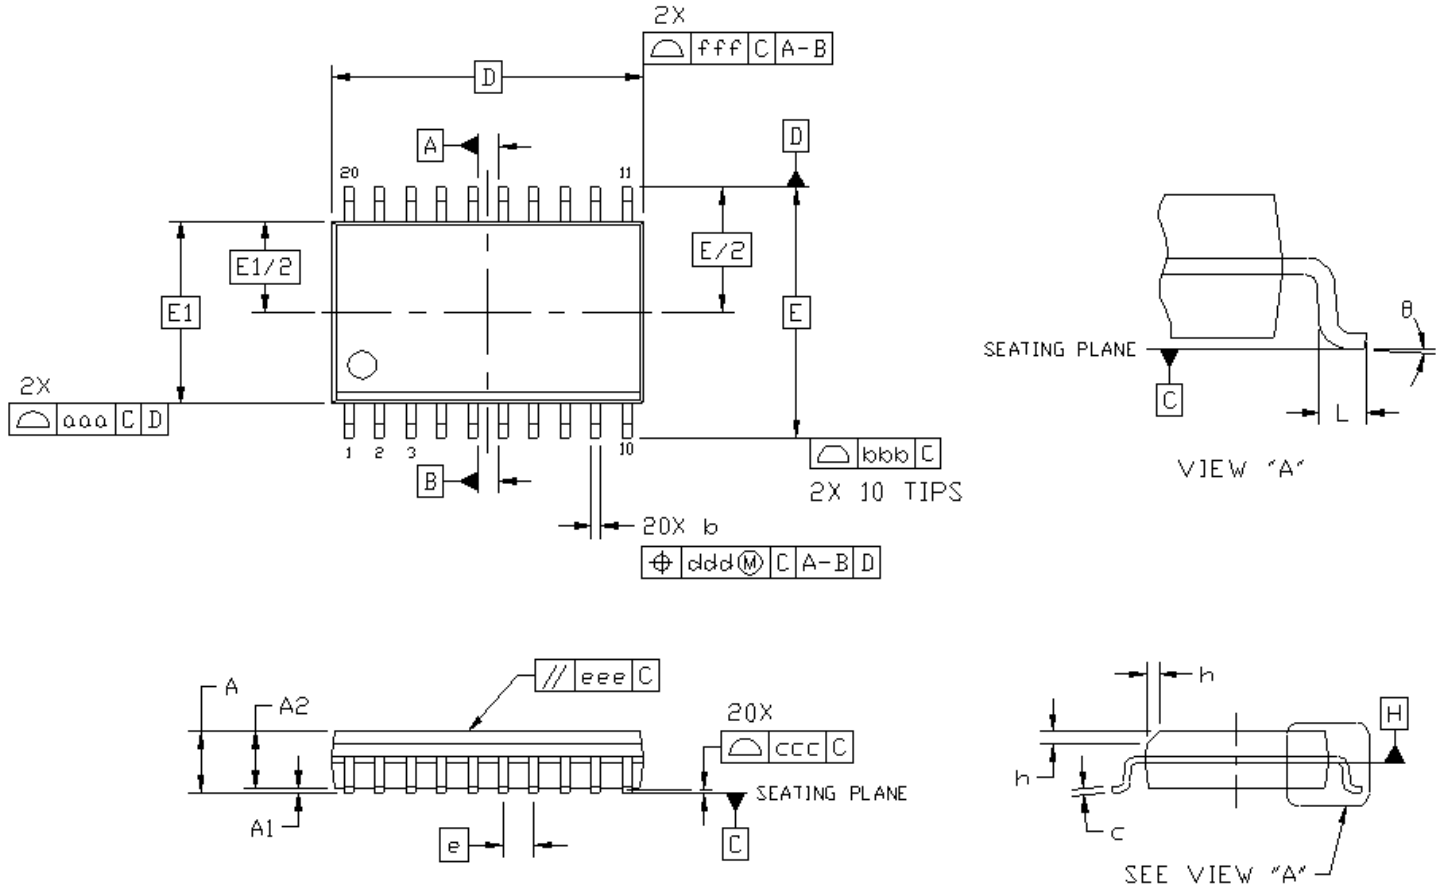 2X
fff C A-B
D
A
D
20
11
E1/2
E/2
E1
E
2X
aaa C D
1 2 3
10
B
bbb C
2X 10 TIPS
20X b
ddd Ⓜ C A-B D
θ
SEATING PLANE
C
L
VIEW "A"
// eee C
A
A2
20X
ccc C
SEATING PLANE
A1
e
C
h
H
h
c
SEE VIEW "A"